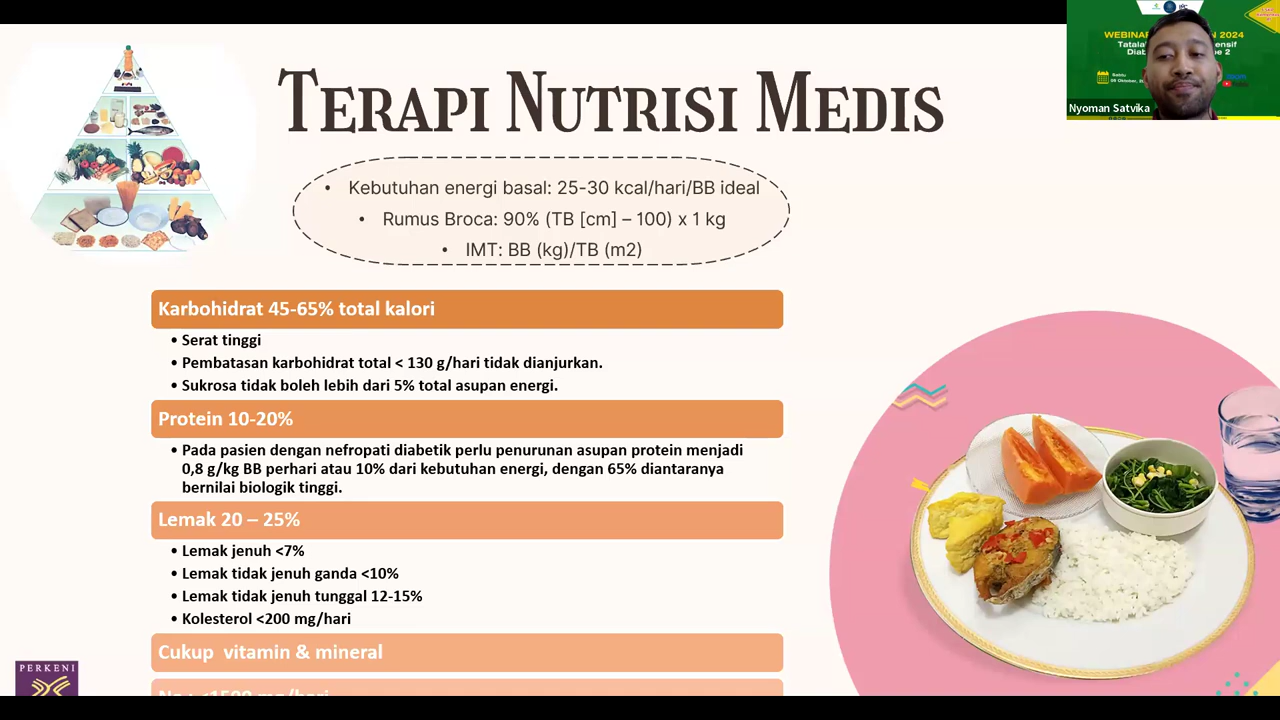 TERAPI NUTRISI MEDIS
• Kebutuhan energi basal: 25-30 kcal/hari/BB ideal
• Rumus Broca: 90% (TB [cm] – 100) x 1 kg
• IMT: BB (kg)/TB (m2)
Karbohidrat 45-65% total kalori
• Serat tinggi
• Pembatasan karbohidrat total < 130 g/hari tidak dianjurkan.
• Sukrosa tidak boleh lebih dari 5% total asupan energi.
Protein 10-20%
• Pada pasien dengan nefropati diabetik perlu penurunan asupan protein menjadi
0,8 g/kg BB perhari atau 10% dari kebutuhan energi, dengan 65% diantaranya
bernilai biologik tinggi.
Lemak 20 – 25%
• Lemak jenuh <7%
• Lemak tidak jenuh ganda <10%
• Lemak tidak jenuh tunggal 12-15%
• Kolesterol <200 mg/hari
Cukup vitamin & mineral
Na : <1500 mg/hari
PERKENI
WEBINAR 2024
Sabtu
Nyoman Satvika